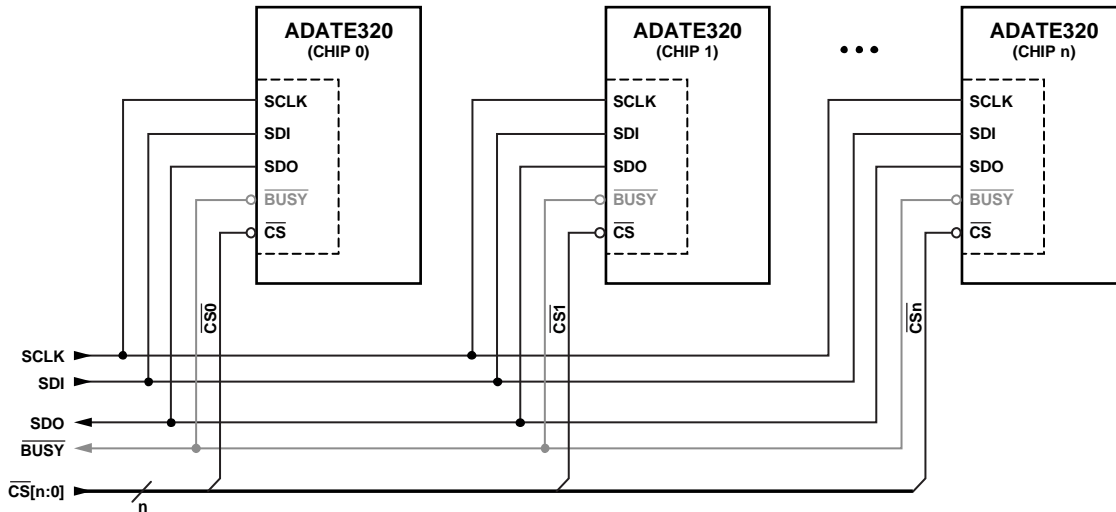 ADATE320
(CHIP 0)
SCLK
SDI
SDO
BUSY
CS
CS0
ADATE320
(CHIP 1)
SCLK
SDI
SDO
BUSY
CS
CS1
•••
ADATE320
(CHIP n)
SCLK
SDI
SDO
BUSY
CS
CSn
SCLK
SDI
SDO
BUSY
CS[n:0]
n